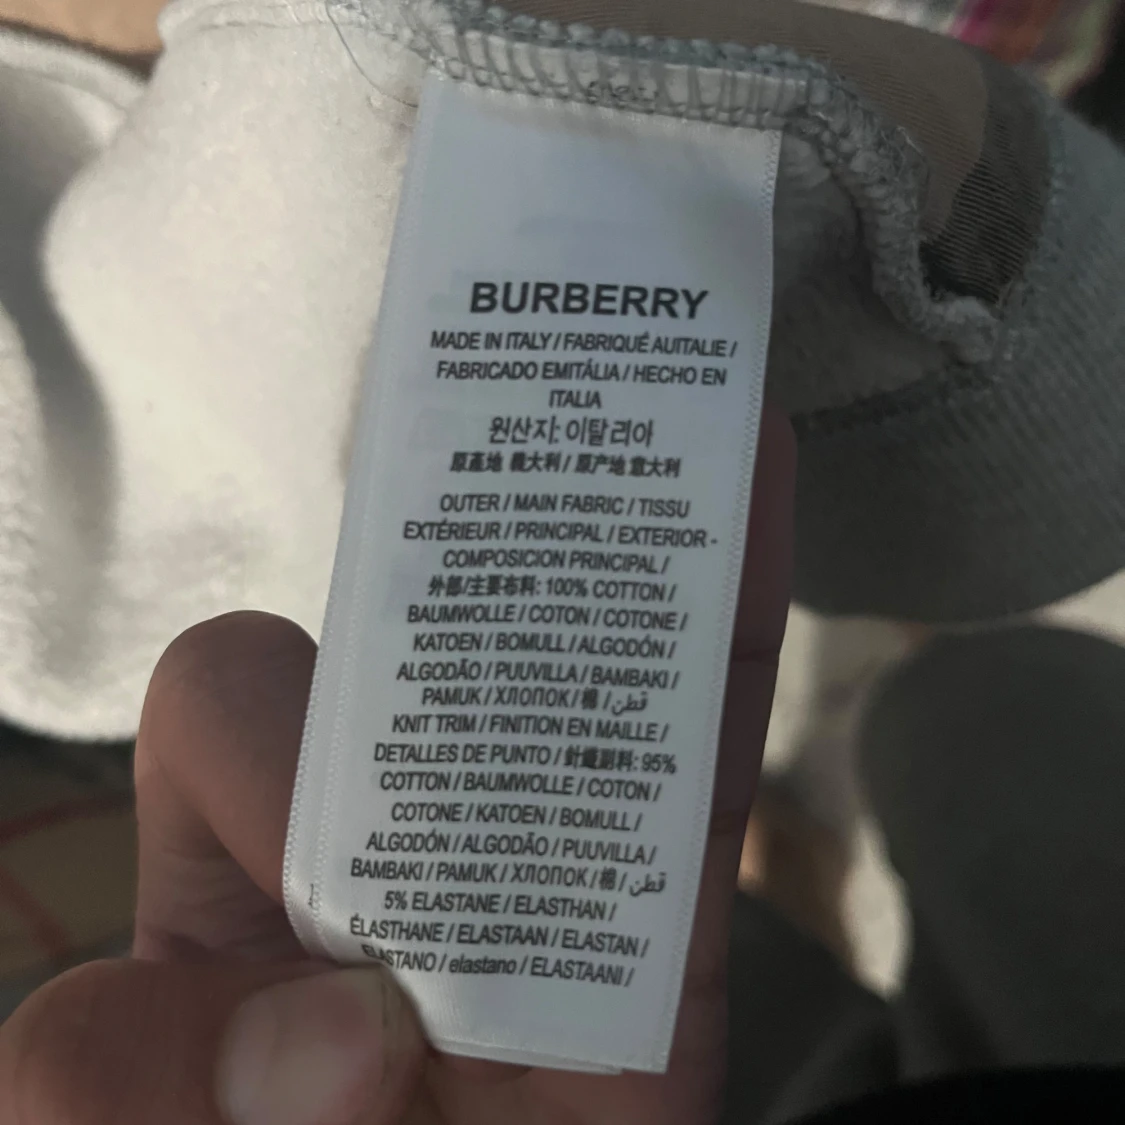 BURBERRY
MADE IN ITALY / FABRIQUÉ AUITALIE /
FABRICADO EMITÁLIA / HECHO EN
ITALIA
원산지: 이탈리아
原產地 義大利 / 原产地 意大利
OUTER / MAIN FABRIC / TISSU
EXTÉRIEUR / PRINCIPAL / EXTERIOR -
COMPOSICION PRINCIPAL /
外部/主要布料: 100% COTTON /
BAUMWOLLE / COTON / COTONE /
KATOEN / BOMULL / ALGODÓN /
ALGODÃO / PUUVILLA / BAMBAKI /
PAMUK / ХЛОПОК / 棉 / قطن
KNIT TRIM / FINITION EN MAILLE /
DETALLES DE PUNTO / 針織副料: 95%
COTTON / BAUMWOLLE / COTON /
COTONE / KATOEN / BOMULL /
ALGODÓN / ALGODÃO / PUUVILLA /
BAMBAKI / PAMUK / ХЛОПОК / 棉 / قطن
5% ELASTANE / ELASTHAN /
ÉLASTHANE / ELASTAAN / ELASTAN /
ELASTANO / elastano / ELASTAANI /